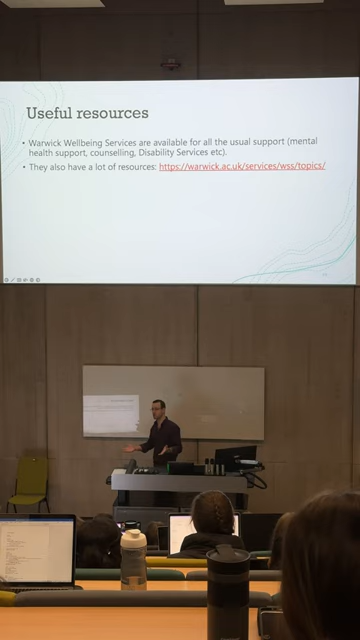 Useful resources
• Warwick Wellbeing Services are available for all the usual support (mental
health support, counselling, Disability Services etc).
• They also have a lot of resources: https://warwick.ac.uk/services/wss/topics/